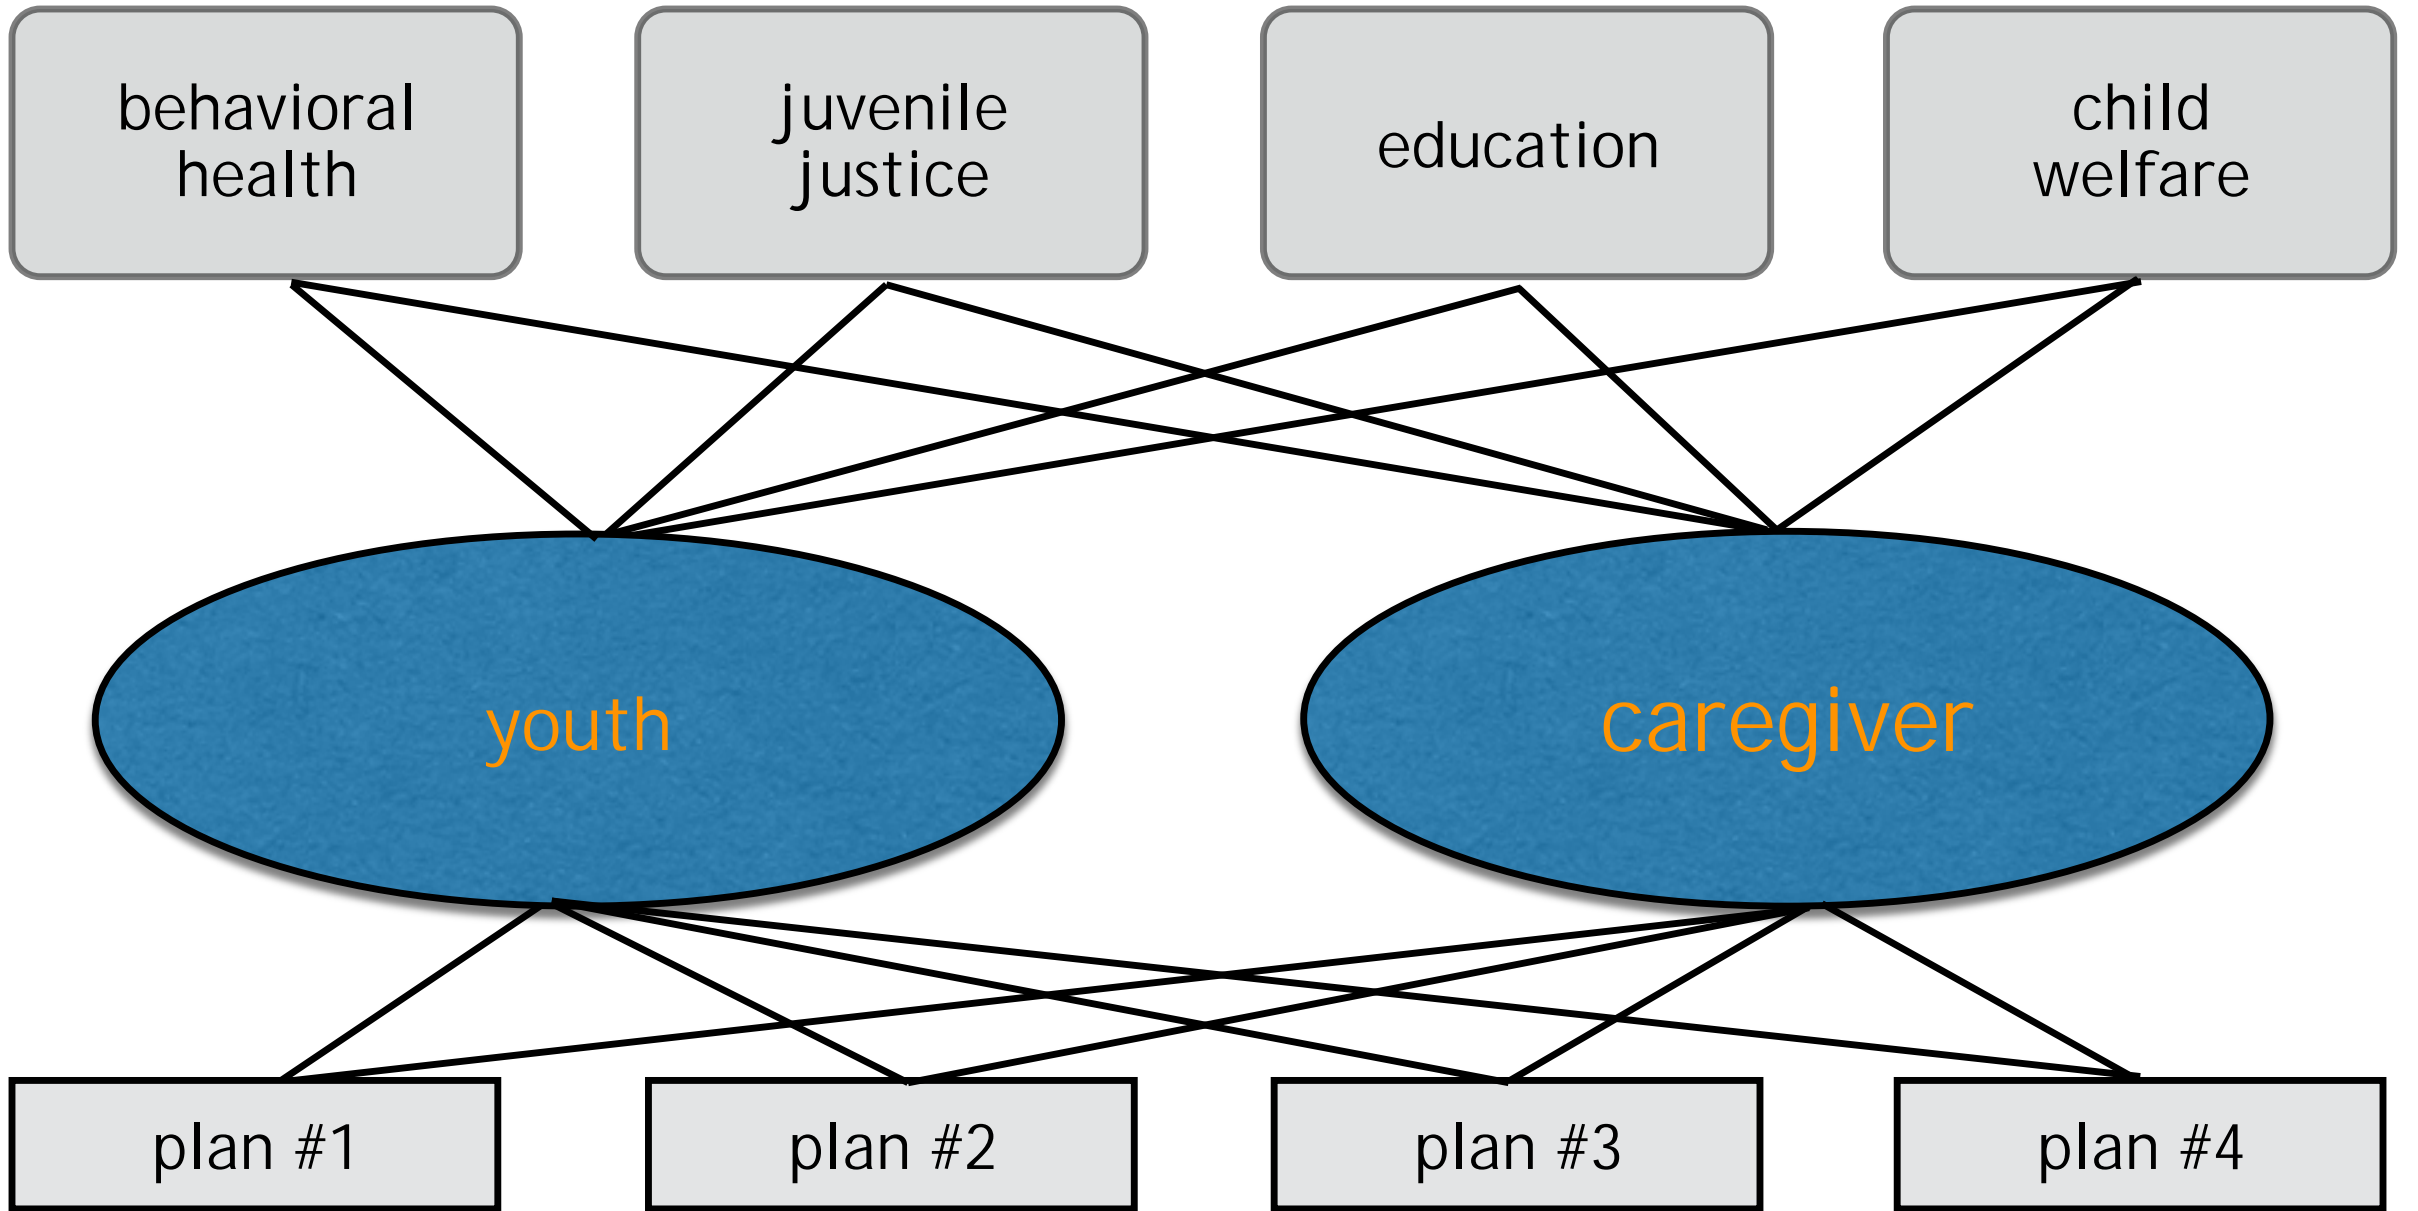 behavioral
health
juvenile
justice
education
child
welfare
youth
caregiver
plan #1
plan #2
plan #3
plan #4